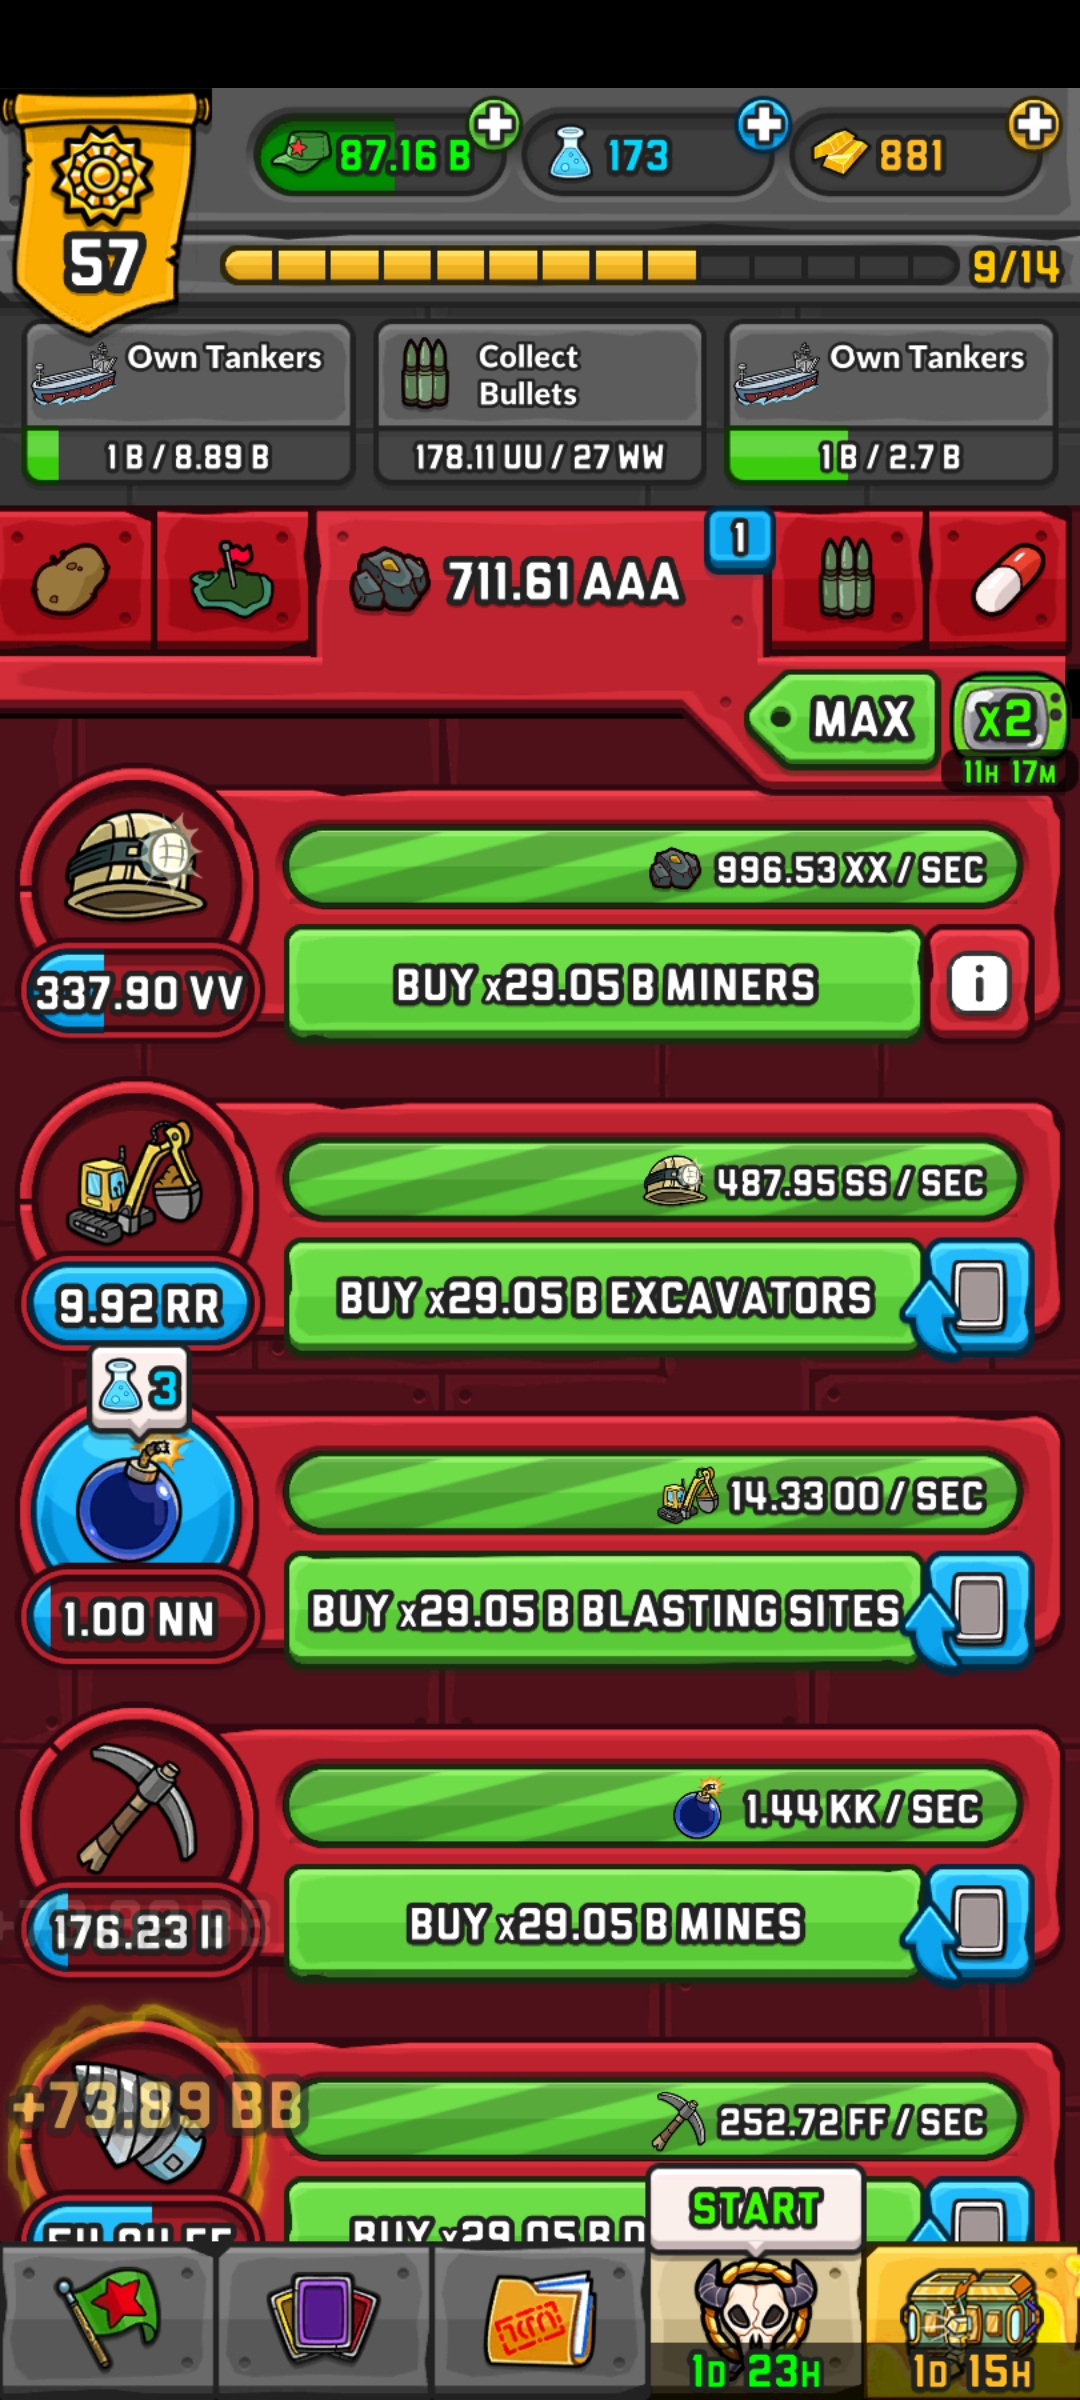 87.16 B
173
881
57
9/14
Own Tankers
1 B / 8.89 B
Collect
Bullets
178.11 UU / 27 WW
Own Tankers
1 B / 2.7 B
711.61 AAA
1
MAX
x2
11H 17M
996.53 XX / SEC
337.90 VV
BUY x29.05 B MINERS
i
487.95 SS / SEC
9.92 RR
BUY x29.05 B EXCAVATORS
3
14.33 OO / SEC
1.00 NN
BUY x29.05 B BLASTING SITES
1.44 KK / SEC
176.23 II
BUY x29.05 B MINES
+73.89 BB
252.72 FF / SEC
BUY x29.05 B
START
1D 23H
1D 15H